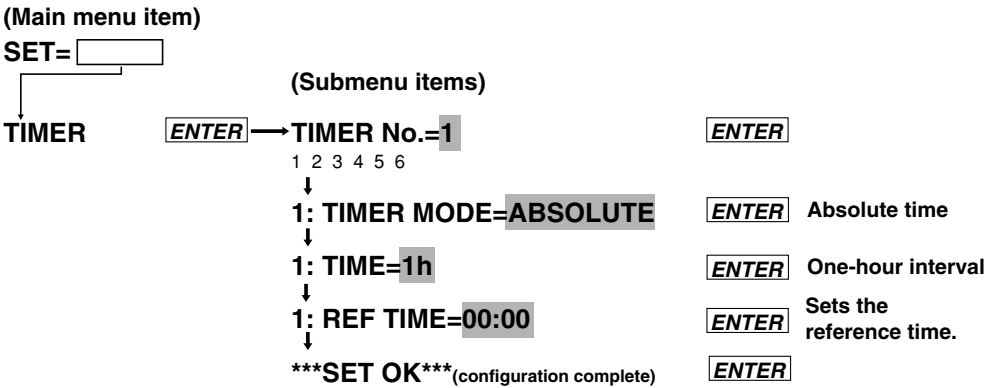 (Main menu item)
SET=
(Submenu items)
TIMER ENTER TIMER No.=1 ENTER
1 2 3 4 5 6
1: TIMER MODE=ABSOLUTE ENTER Absolute time
1: TIME=1h ENTER One-hour interval
1: REF TIME=00:00 ENTER Sets the
reference time.
***SET OK***(configuration complete) ENTER